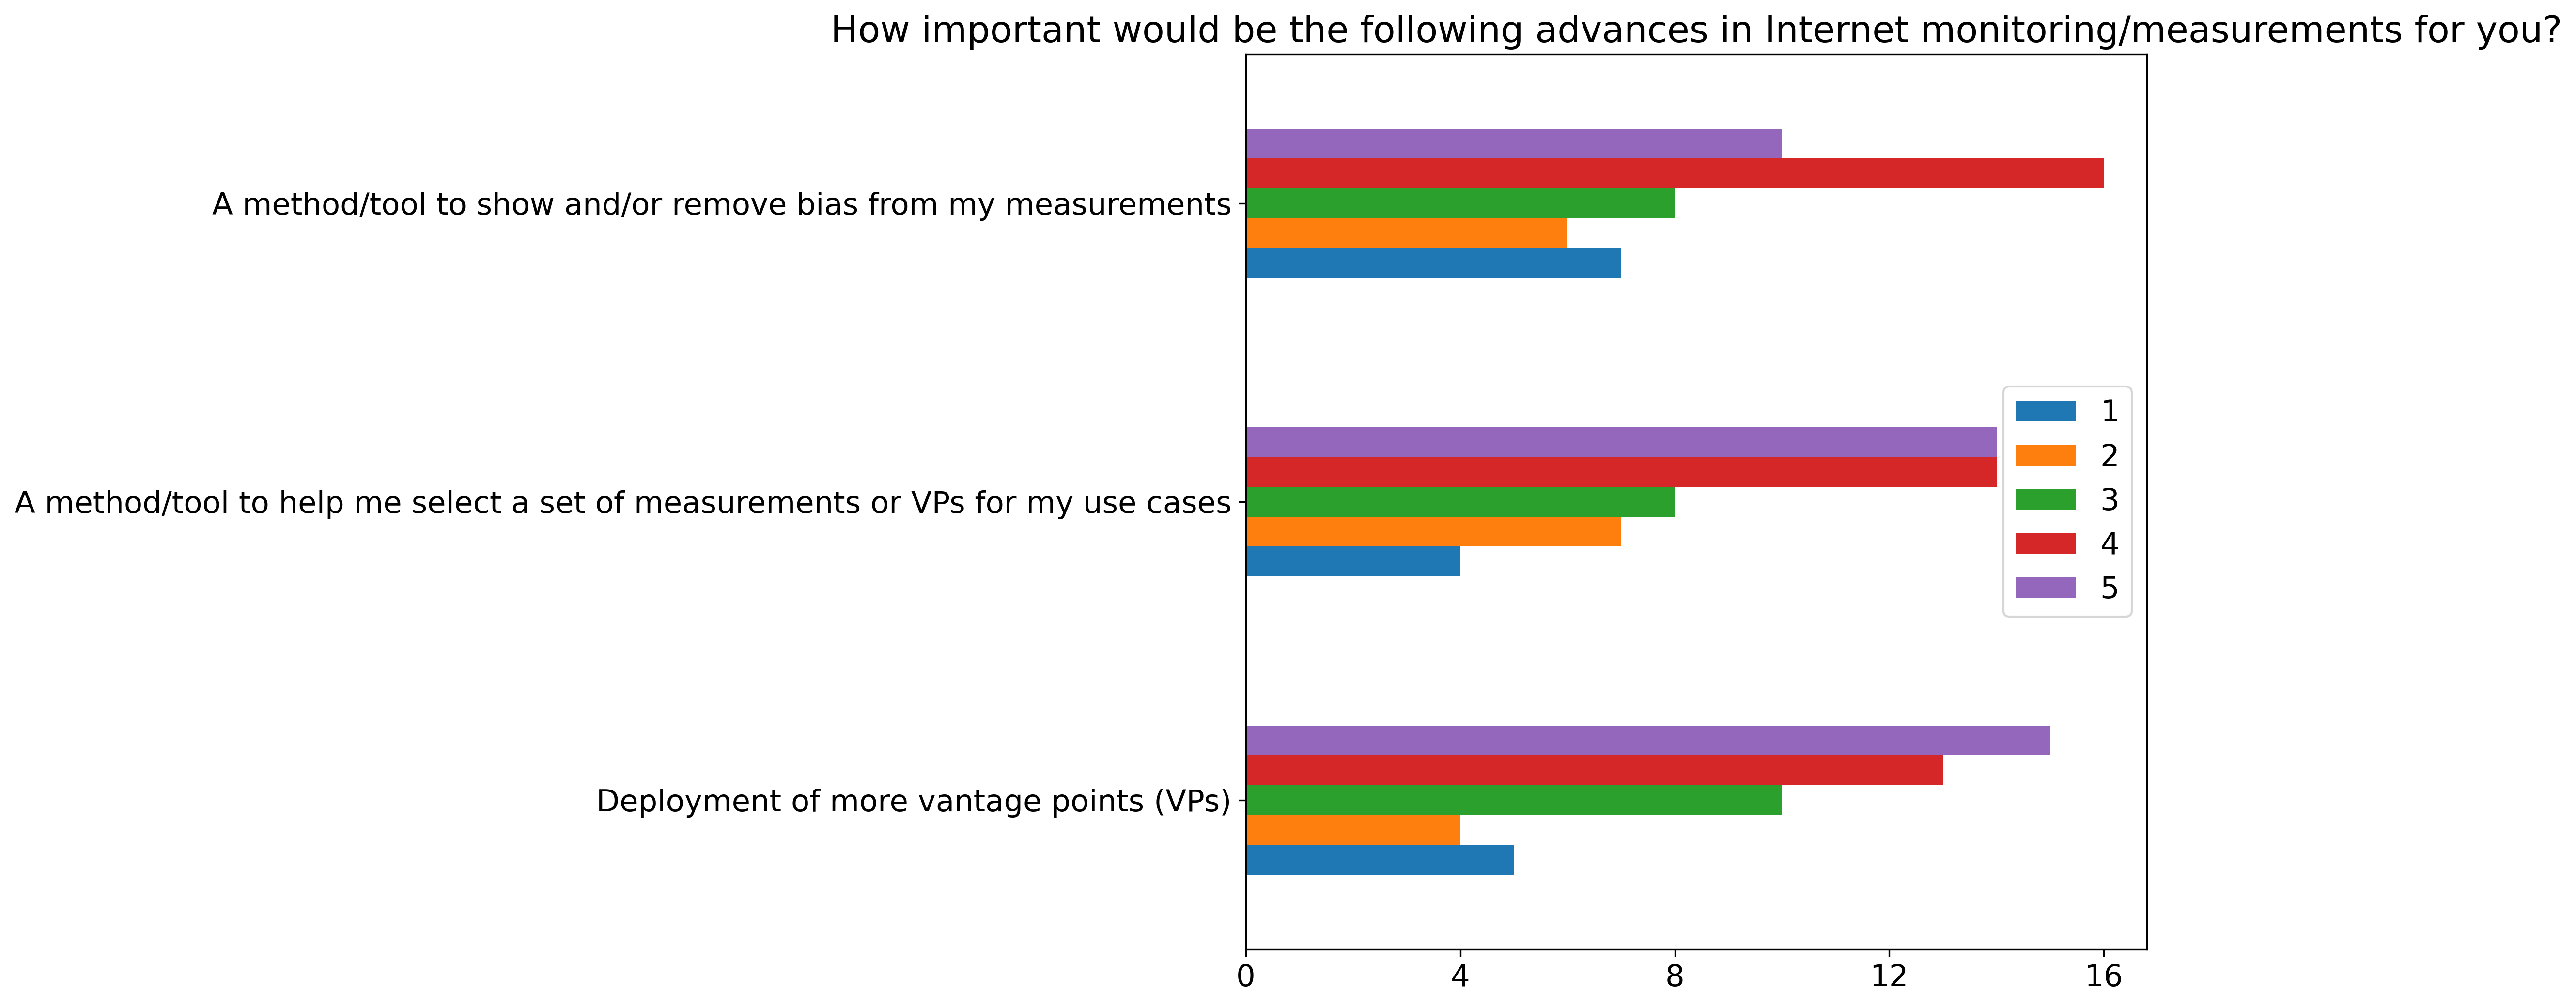 How important would be the following advances in Internet monitoring/measurements for you?
A method/tool to show and/or remove bias from my measurements
A method/tool to help me select a set of measurements or VPs for my use cases
Deployment of more vantage points (VPs)
1
2
3
4
5
0 4 8 12 16